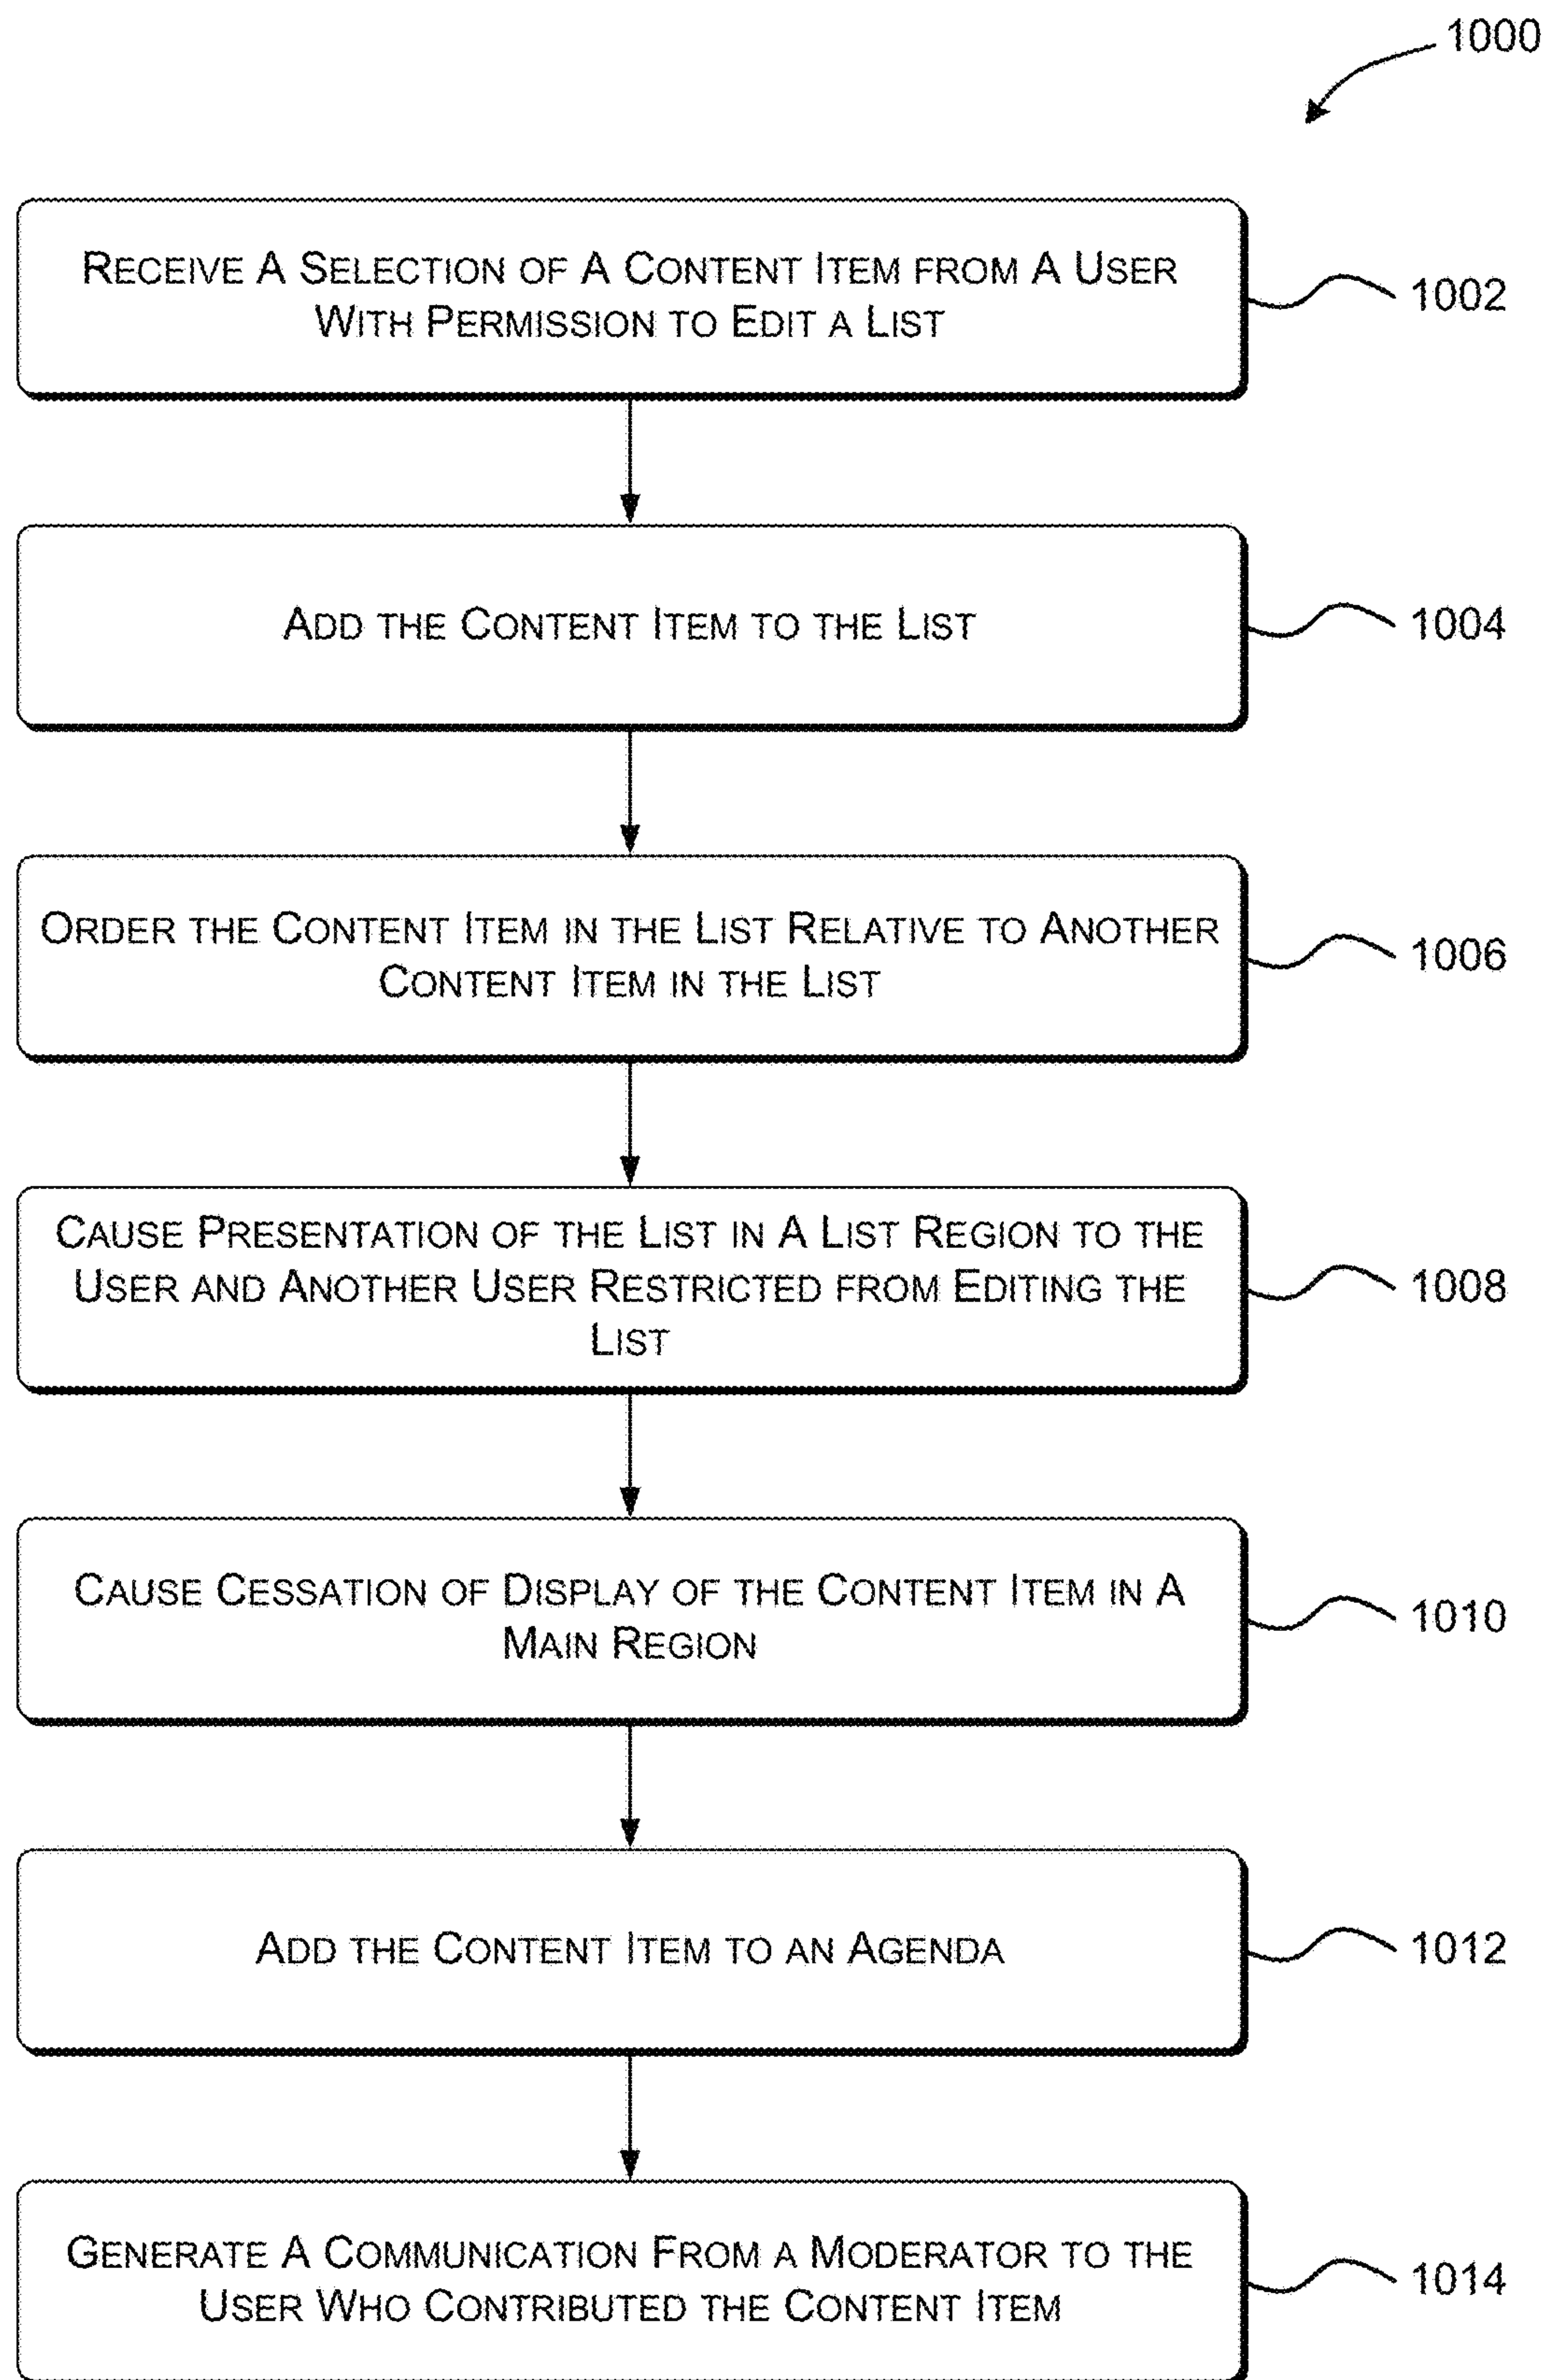 1000
RECEIVE A SELECTION OF A CONTENT ITEM FROM A USER
WITH PERMISSION TO EDIT A LIST
1002
ADD THE CONTENT ITEM TO THE LIST
1004
ORDER THE CONTENT ITEM IN THE LIST RELATIVE TO ANOTHER
CONTENT ITEM IN THE LIST
1006
CAUSE PRESENTATION OF THE LIST IN A LIST REGION TO THE
USER AND ANOTHER USER RESTRICTED FROM EDITING THE
LIST
1008
CAUSE CESSATION OF DISPLAY OF THE CONTENT ITEM IN A
MAIN REGION
1010
ADD THE CONTENT ITEM TO AN AGENDA
1012
GENERATE A COMMUNICATION FROM A MODERATOR TO THE
USER WHO CONTRIBUTED THE CONTENT ITEM
1014